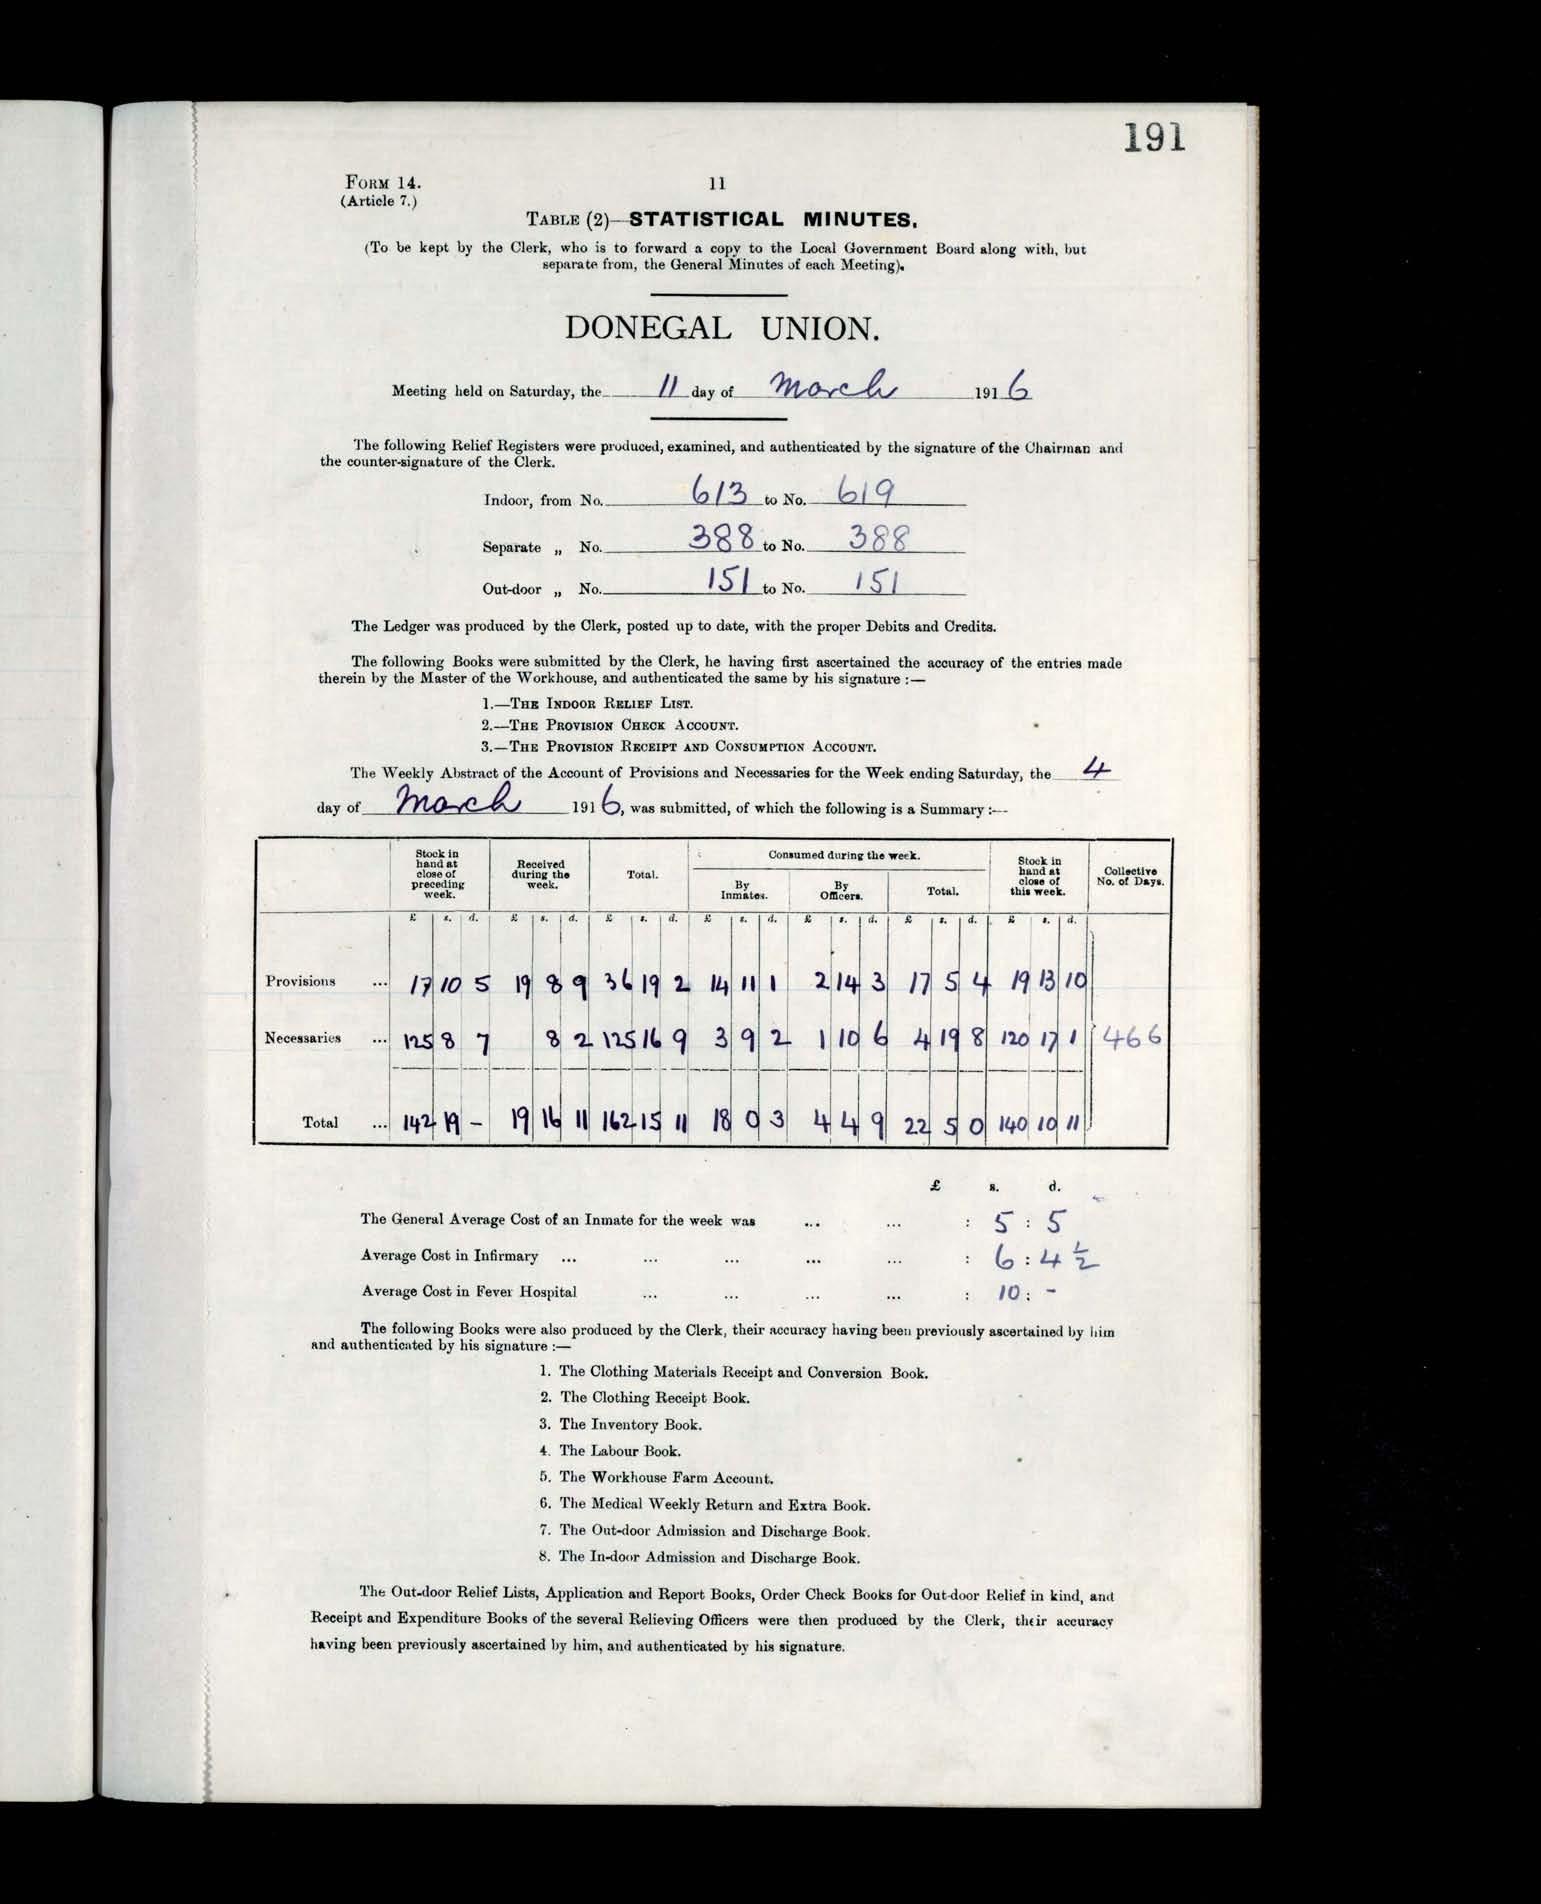 191
FORM 14.
11
(Article 7.)
TABLE (2)—STATISTICAL MINUTES.
(To be kept by the Clerk, who is to forward a copy to the Local Government Board along with, but
separate from, the General Minutes of each Meeting).
DONEGAL UNION.
Meeting held on Saturday, the 11 day of March 1916
The following Relief Registers were produced, examined, and authenticated by the signature of the Chairman and
the counter-signature of the Clerk.
Indoor, from No. 613 to No. 619
Separate „ No. 388 to No. 388
Out-door „ No. 151 to No. 151
The Ledger was produced by the Clerk, posted up to date, with the proper Debits and Credits.
The following Books were submitted by the Clerk, he having first ascertained the accuracy of the entries made
therein by the Master of the Workhouse, and authenticated the same by his signature :—
1.—THE INDOOR RELIEF LIST.
2.—THE PROVISION CHECK ACCOUNT.
3.—THE PROVISION RECEIPT AND CONSUMPTION ACCOUNT.
The Weekly Abstract of the Account of Provisions and Necessaries for the Week ending Saturday, the 4
day of March 1916, was submitted, of which the following is a Summary :—
Stock in hand at close of preceding week. Received during the week. Total. Consumed during the week. Stock in hand at close of this week. Collective No. of Days.
By Inmates. By Officers. Total.
£ s. d. £ s. d. £ s. d. £ s. d. £ s. d. £ s. d. £ s. d.
Provisions ... 17 10 5 19 8 9 36 19 2 14 11 1 2 14 3 17 5 4 19 13 10
Necessaries ... 125 8 7 8 2 125 16 9 3 9 2 1 10 6 4 19 8 120 17 1 466
Total ... 142 19 - 19 16 11 162 15 11 18 0 3 4 4 9 22 5 0 140 10 11
£ s. d.
The General Average Cost of an Inmate for the week was ... ... : 5 : 5
Average Cost in Infirmary ... ... ... ... ... : 6 : 4 1/2
Average Cost in Fever Hospital ... ... ... ... : 10 : -
The following Books were also produced by the Clerk, their accuracy having been previously ascertained by him
and authenticated by his signature :—
1. The Clothing Materials Receipt and Conversion Book.
2. The Clothing Receipt Book.
3. The Inventory Book.
4. The Labour Book.
5. The Workhouse Farm Account.
6. The Medical Weekly Return and Extra Book.
7. The Out-door Admission and Discharge Book.
8. The In-door Admission and Discharge Book.
The Out-door Relief Lists, Application and Report Books, Order Check Books for Out-door Relief in kind, and
Receipt and Expenditure Books of the several Relieving Officers were then produced by the Clerk, their accuracy
having been previously ascertained by him, and authenticated by his signature.